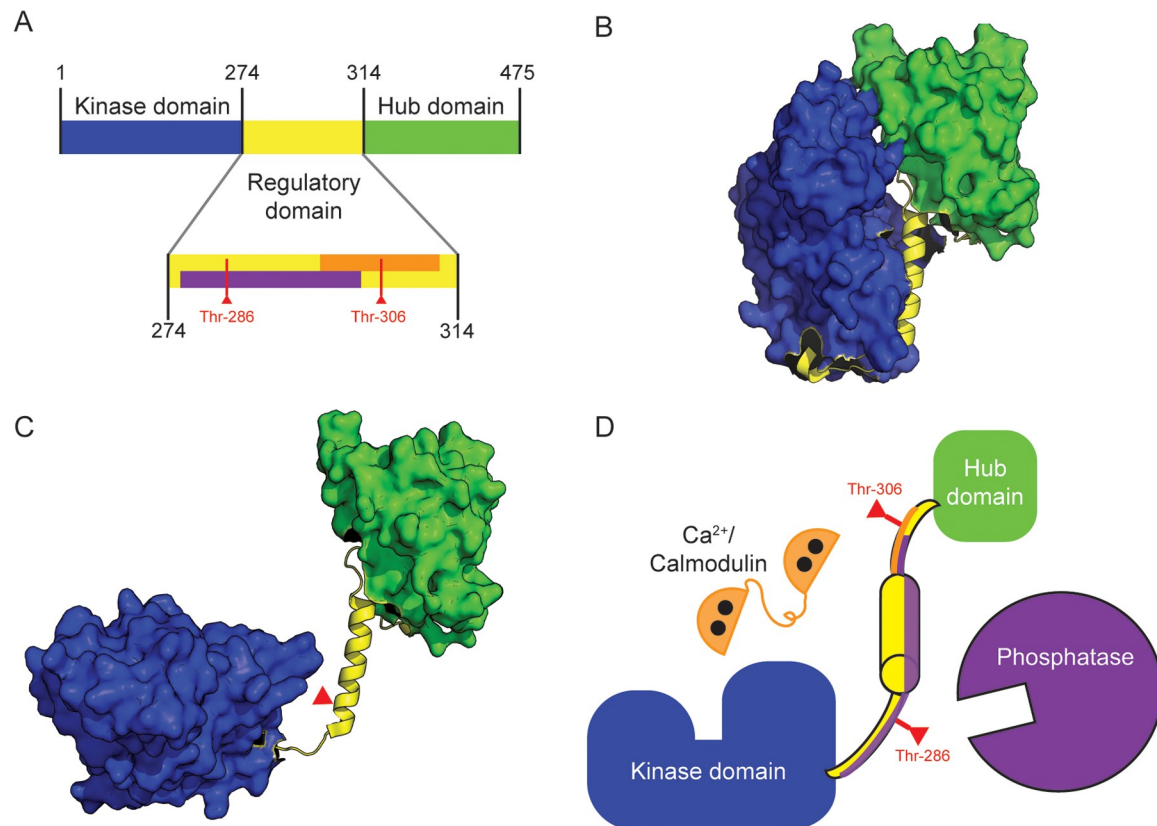 A
1 274 314 475
Kinase domain Hub domain
Regulatory
domain
Thr-286 Thr-306
274 314
B
C
D
Hub
domain
Thr-306
Ca²⁺/
Calmodulin
Phosphatase
Thr-286
Kinase domain